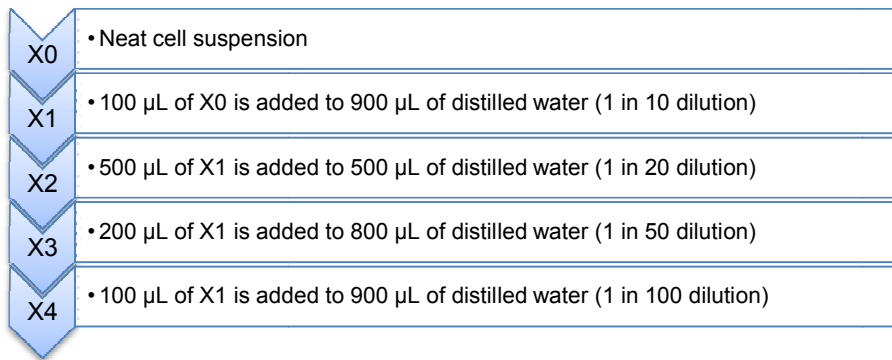 X0
• Neat cell suspension
X1
• 100 µL of X0 is added to 900 µL of distilled water (1 in 10 dilution)
X2
• 500 µL of X1 is added to 500 µL of distilled water (1 in 20 dilution)
X3
• 200 µL of X1 is added to 800 µL of distilled water (1 in 50 dilution)
X4
• 100 µL of X1 is added to 900 µL of distilled water (1 in 100 dilution)